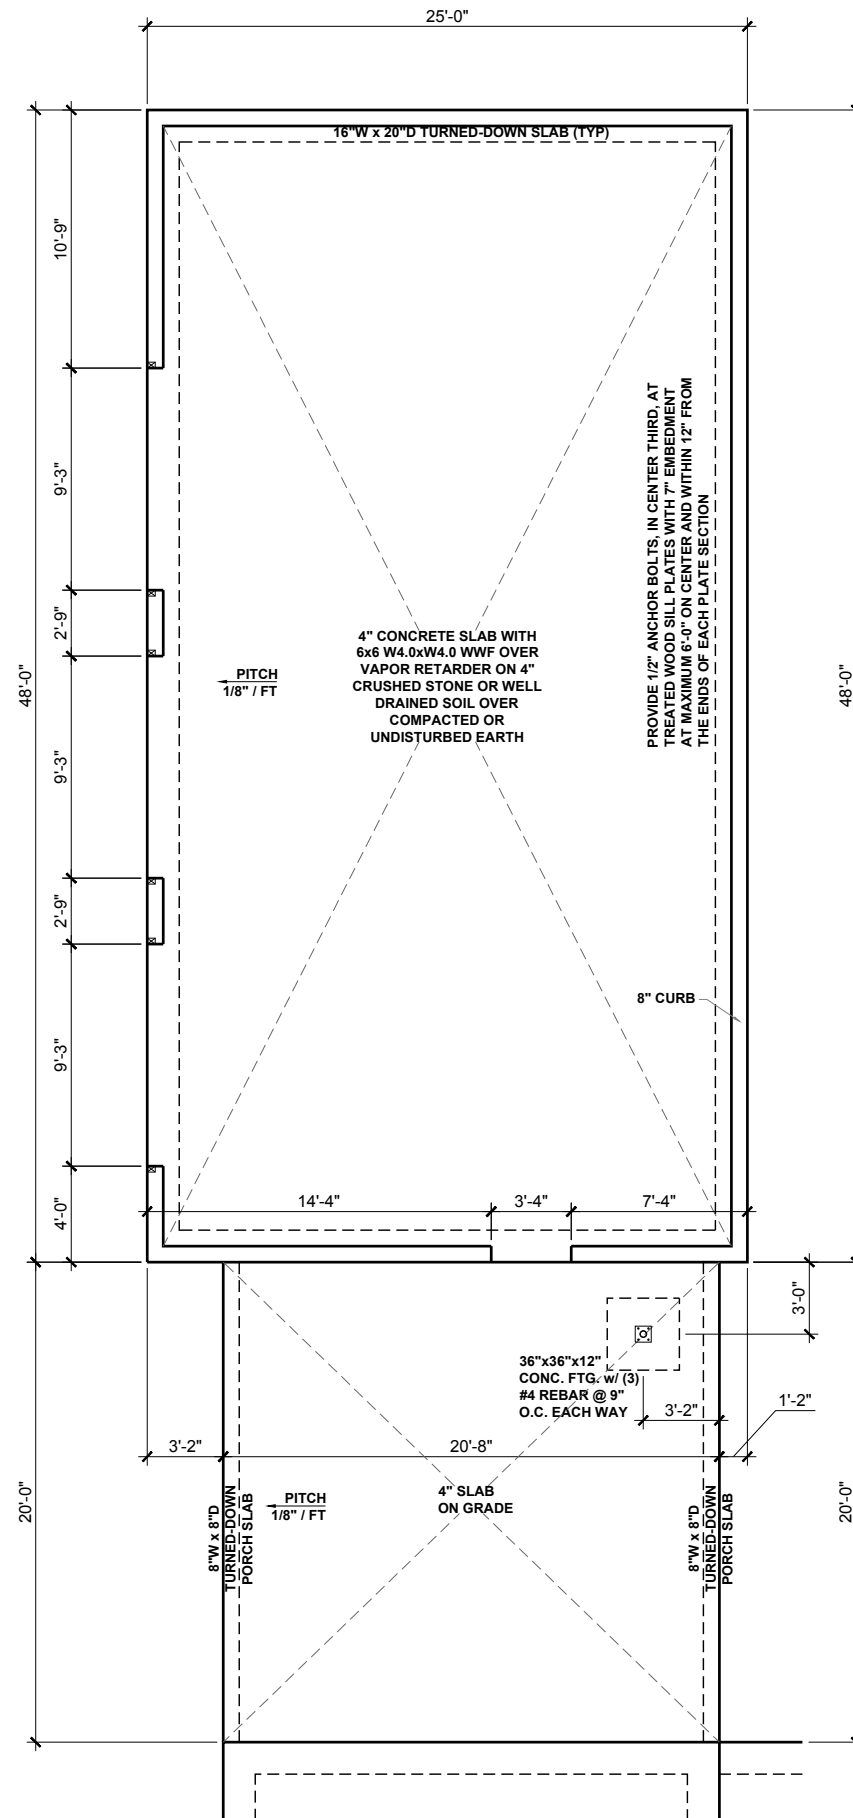 25'-0"
16"W x 20"D TURNED-DOWN SLAB (TYP)
10'-9"
9'-3"
2'-9"
9'-3"
2'-9"
9'-3"
4'-0"
48'-0"
48'-0"
PITCH
1/8" / FT
4" CONCRETE SLAB WITH
6x6 W4.0xW4.0 WWF OVER
VAPOR RETARDER ON 4"
CRUSHED STONE OR WELL
DRAINED SOIL OVER
COMPACTED OR
UNDISTURBED EARTH
PROVIDE 1/2" ANCHOR BOLTS, IN CENTER THIRD, AT
TREATED WOOD SILL PLATES WITH 7" EMBEDMENT
AT MAXIMUM 6'-0" ON CENTER AND WITHIN 12" FROM
THE ENDS OF EACH PLATE SECTION
8" CURB
14'-4"
3'-4"
7'-4"
3'-0"
36"x36"x12"
CONC. FTG. w/ (3)
#4 REBAR @ 9"
O.C. EACH WAY
3'-2"
1'-2"
3'-2"
20'-8"
20'-0"
20'-0"
4" SLAB
ON GRADE
PITCH
1/8" / FT
8"W x 8"D
TURNED-DOWN
PORCH SLAB
8"W x 8"D
TURNED-DOWN
PORCH SLAB